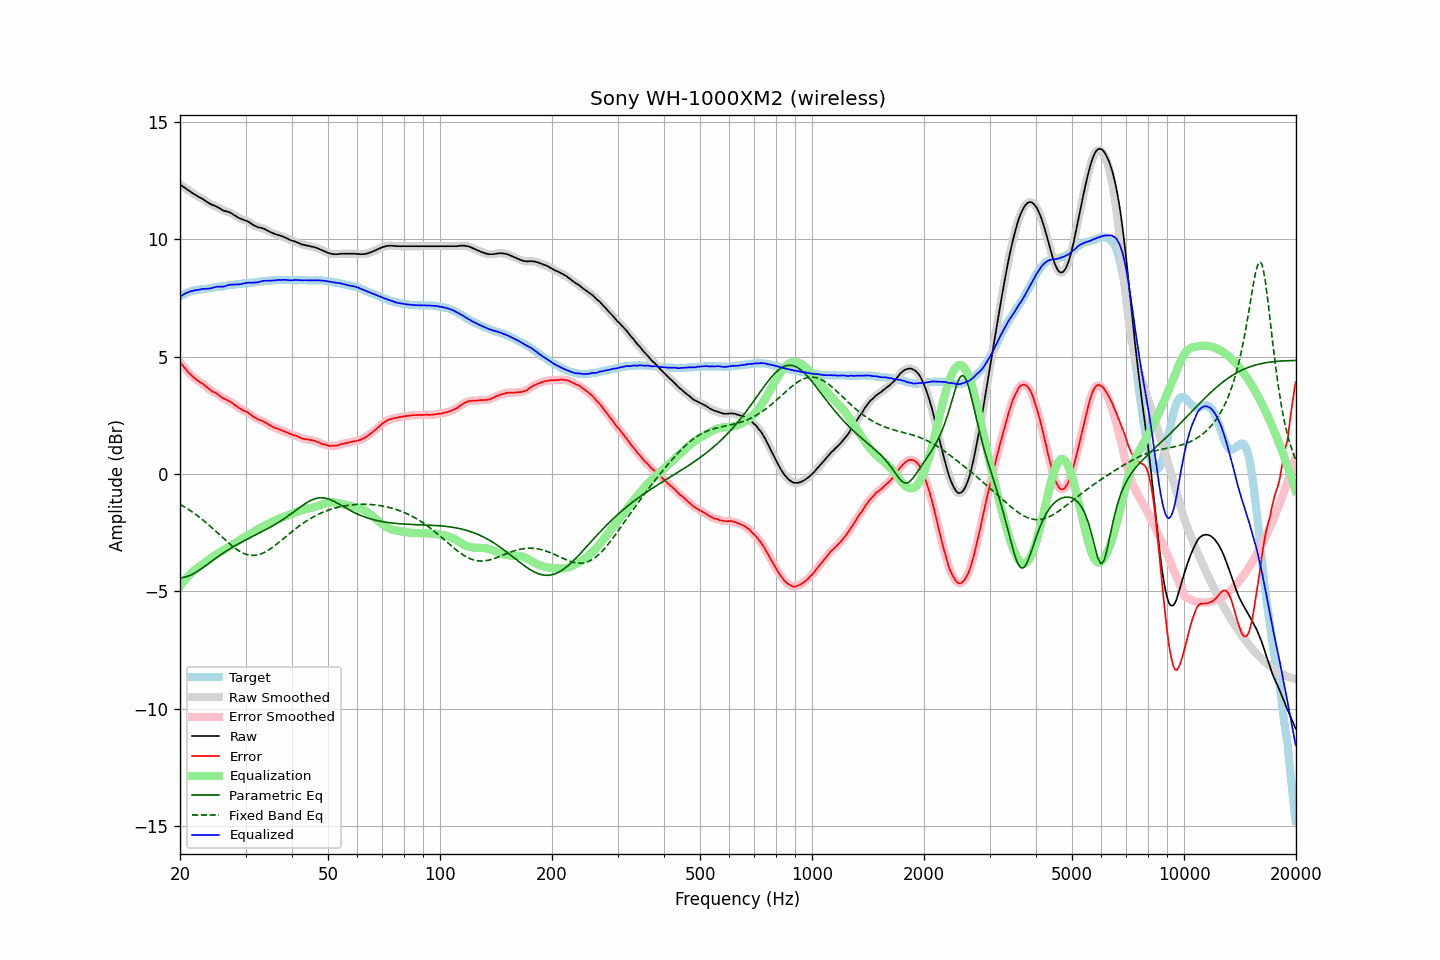 Sony WH-1000XM2 (wireless)
15
10
5
0
−5
−10
−15
Amplitude (dBr)
Target
Raw Smoothed
Error Smoothed
Raw
Error
Equalization
Parametric Eq
Fixed Band Eq
Equalized
20
50
100
200
500
1000
2000
5000
10000
20000
Frequency (Hz)